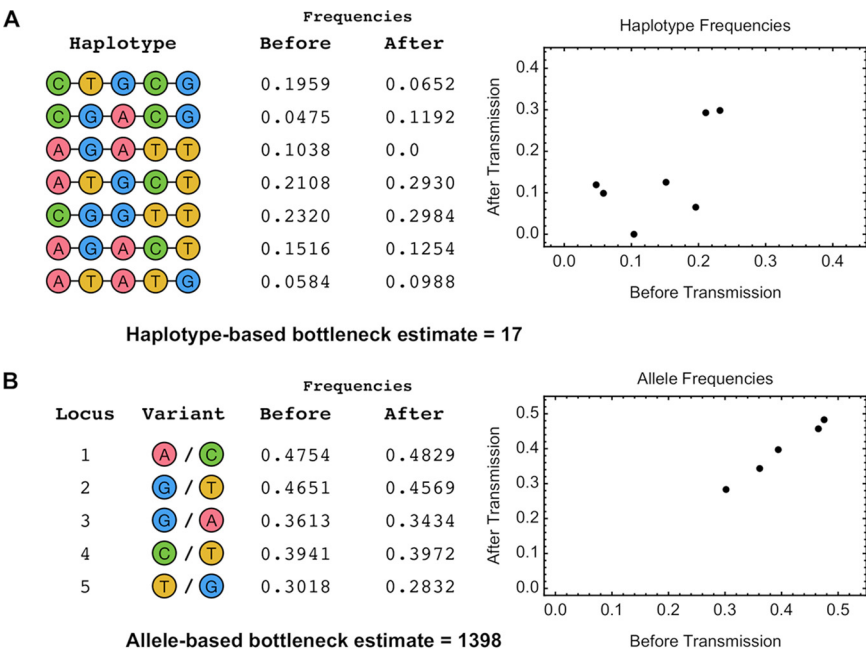 A
Frequencies
Haplotype Before After
C T G C G 0.1959 0.0652
C G A C G 0.0475 0.1192
A G A T T 0.1038 0.0
A T G C T 0.2108 0.2930
C G G T T 0.2320 0.2984
A G A C T 0.1516 0.1254
A T A T G 0.0584 0.0988
Haplotype Frequencies
After Transmission
0.4
0.3
0.2
0.1
0.0
0.0 0.1 0.2 0.3 0.4
Before Transmission
Haplotype-based bottleneck estimate = 17
B
Frequencies
Locus Variant Before After
1 A / C 0.4754 0.4829
2 G / T 0.4651 0.4569
3 G / A 0.3613 0.3434
4 C / T 0.3941 0.3972
5 T / G 0.3018 0.2832
Allele Frequencies
After Transmission
0.5
0.4
0.3
0.2
0.1
0.0
0.0 0.1 0.2 0.3 0.4 0.5
Before Transmission
Allele-based bottleneck estimate = 1398